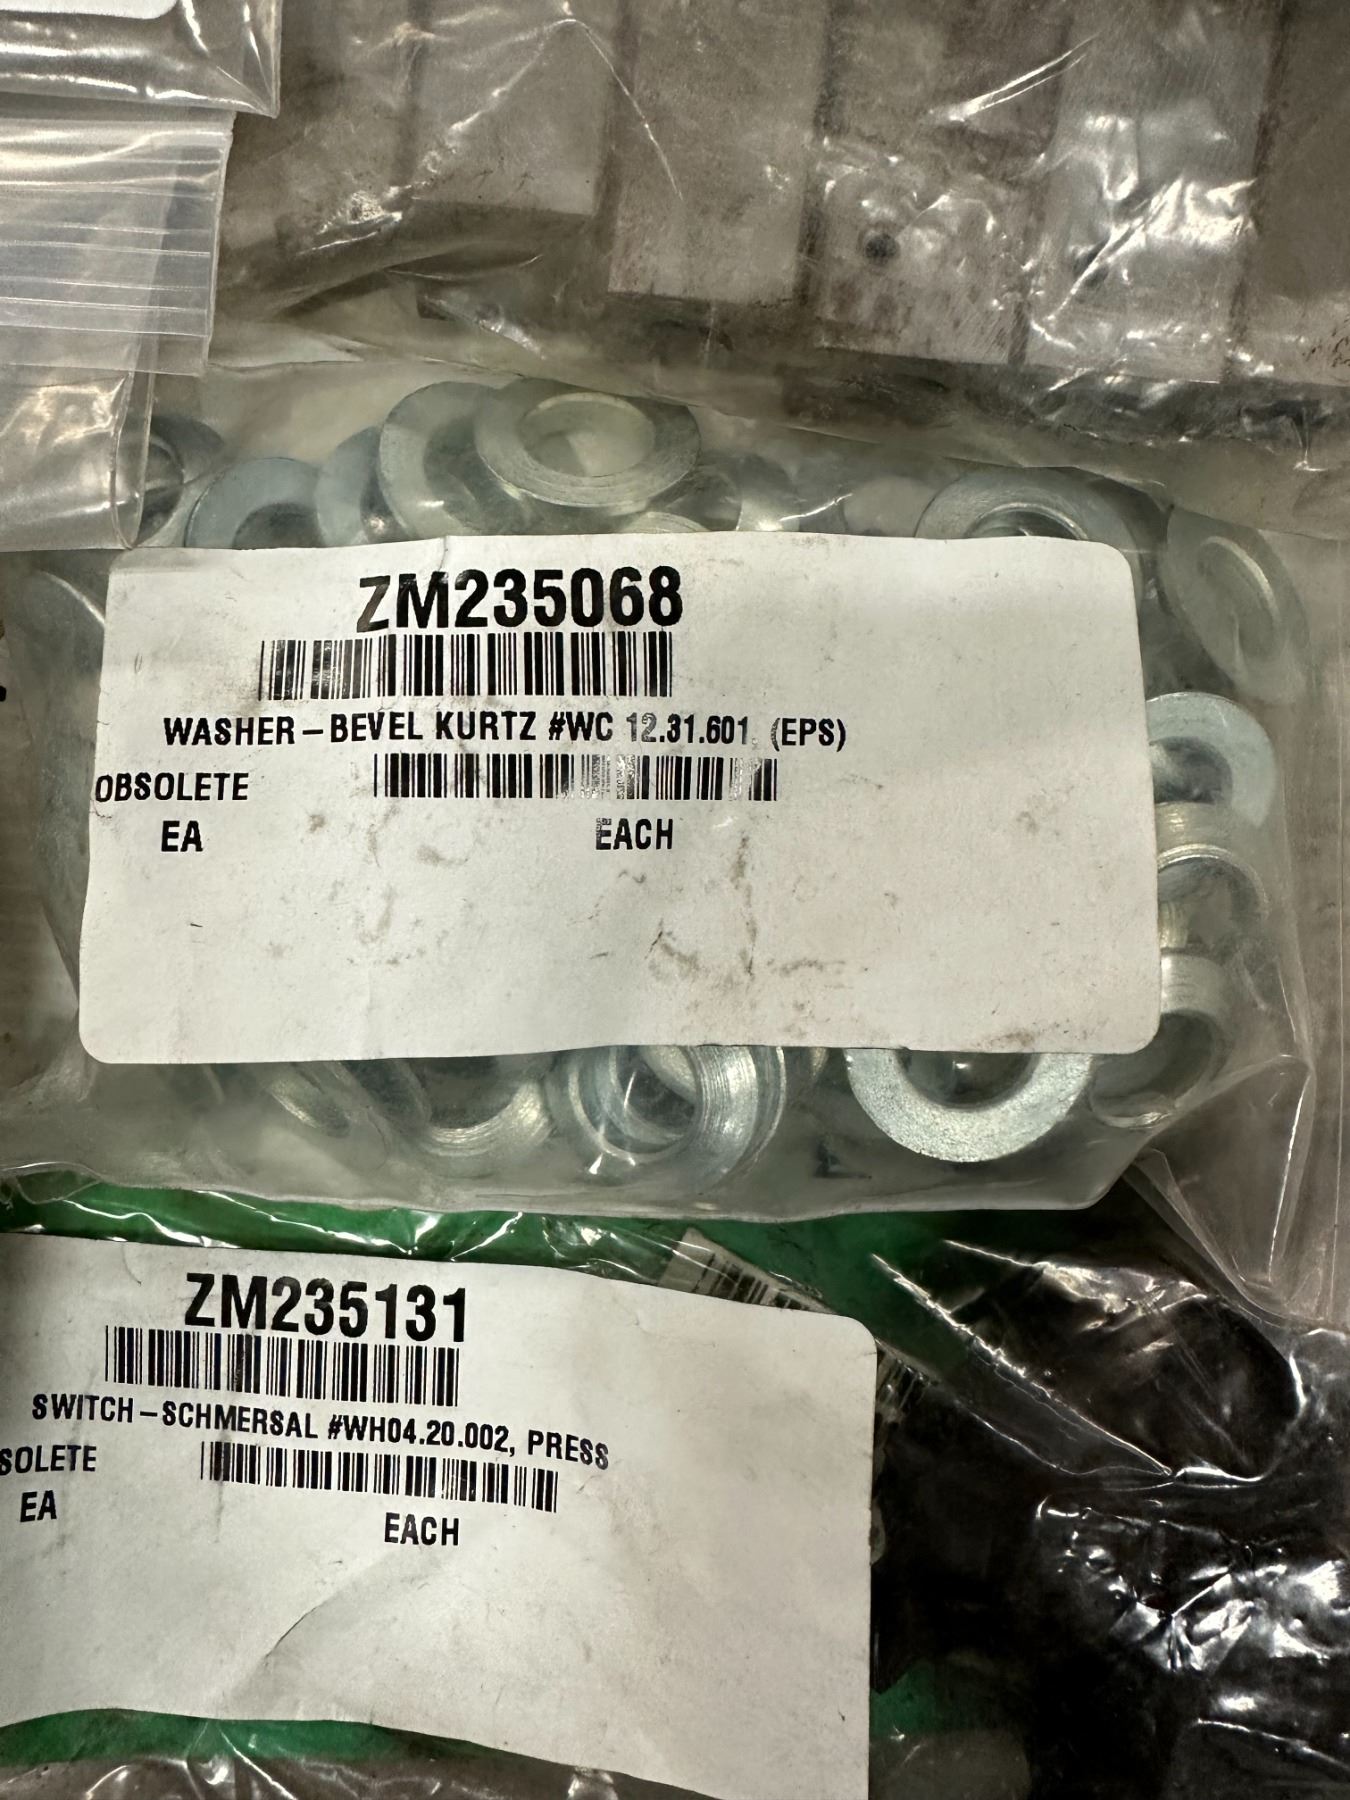 ZM235068
WASHER-BEVEL KURTZ #WC 12.31.601 (EPS)
OBSOLETE
EA EACH
ZM235131
SWITCH-SCHMERSAL #WH04.20.002, PRESS
SOLETE
EA EACH